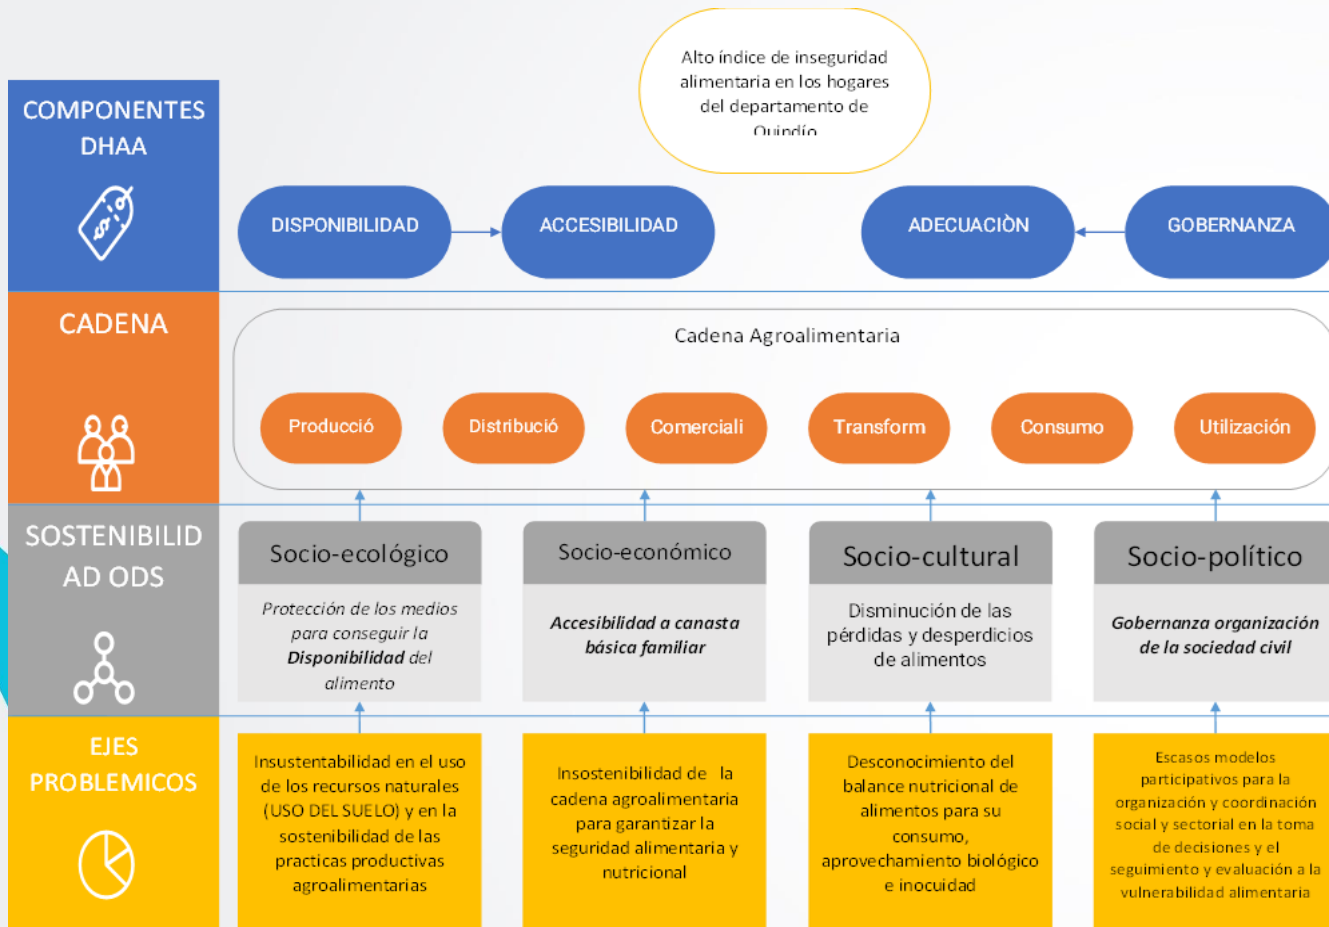 Alto índice de inseguridad
alimentaria en los hogares
del departamento de
Quindío
COMPONENTES
DHAA
DISPONIBILIDAD
ACCESIBILIDAD
ADECUACIÒN
GOBERNANZA
CADENA
Cadena Agroalimentaria
Producció
Distribució
Comerciali
Transform
Consumo
Utilización
SOSTENIBILID
AD ODS
Socio-ecológico
Protección de los medios
para conseguir la
Disponibilidad del
alimento
Socio-económico
Accesibilidad a canasta
básica familiar
Socio-cultural
Disminución de las
pérdidas y desperdicios
de alimentos
Socio-político
Gobernanza organización
de la sociedad civil
EJES
PROBLEMICOS
Insustentabilidad en el uso
de los recursos naturales
(USO DEL SUELO) y en la
sostenibilidad de las
practicas productivas
agroalimentarias
Insostenibilidad de la
cadena agroalimentaria
para garantizar la
seguridad alimentaria y
nutricional
Desconocimiento del
balance nutricional de
alimentos para su
consumo,
aprovechamiento biológico
e inocuidad
Escasos modelos
participativos para la
organización y coordinación
social y sectorial en la toma
de decisiones y el
seguimiento y evaluación a la
vulnerabilidad alimentaria